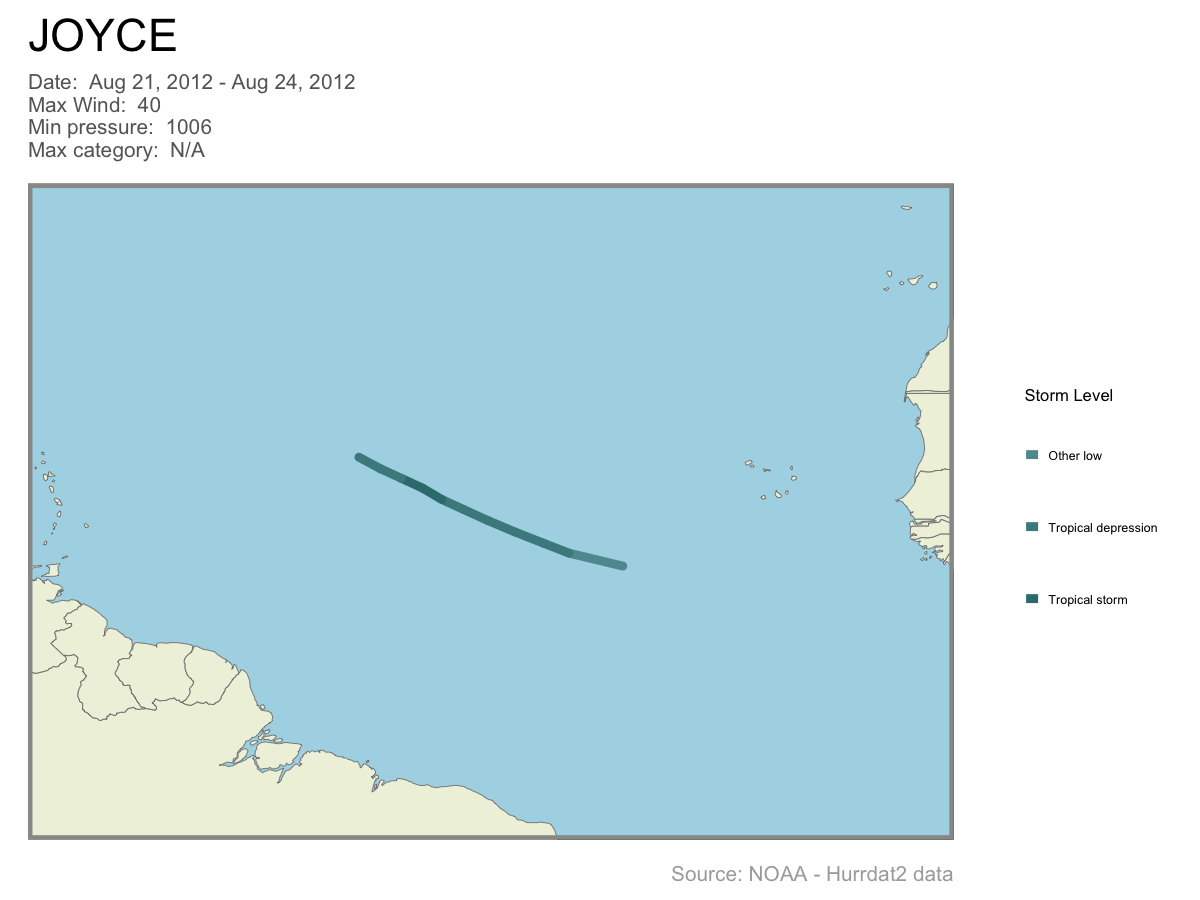 JOYCE
Date:  Aug 21, 2012 - Aug 24, 2012
Max Wind:  40
Min pressure:  1006
Max category:  N/A
Storm Level
Other low
Tropical depression
Tropical storm
Source: NOAA - Hurrdat2 data